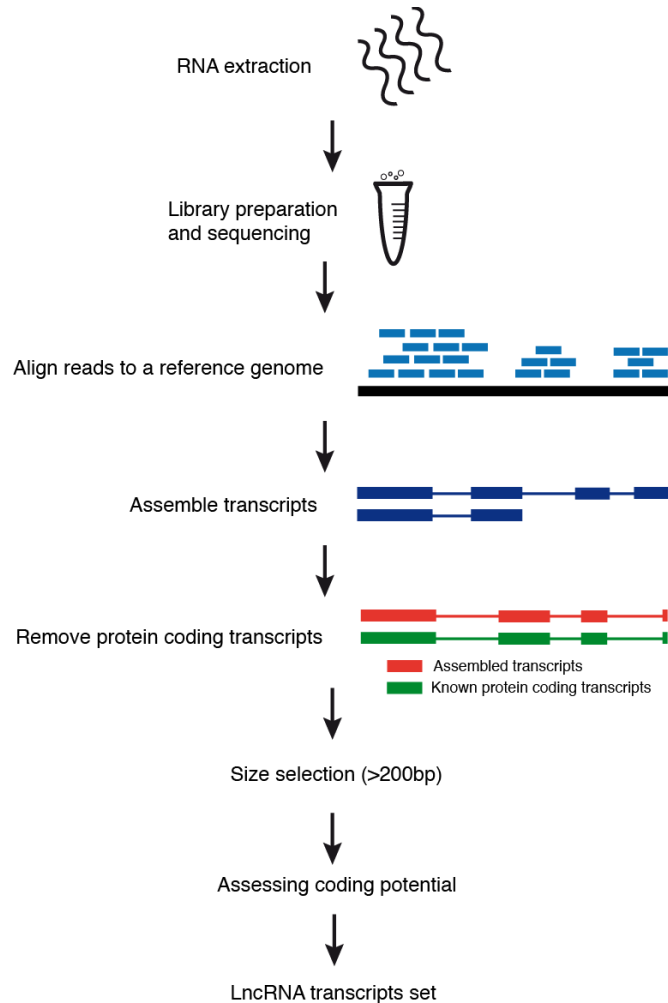 RNA extraction
Library preparation
and sequencing
Align reads to a reference genome
Assemble transcripts
Remove protein coding transcripts
Assembled transcripts
Known protein coding transcripts
Size selection (>200bp)
Assessing coding potential
LncRNA transcripts set